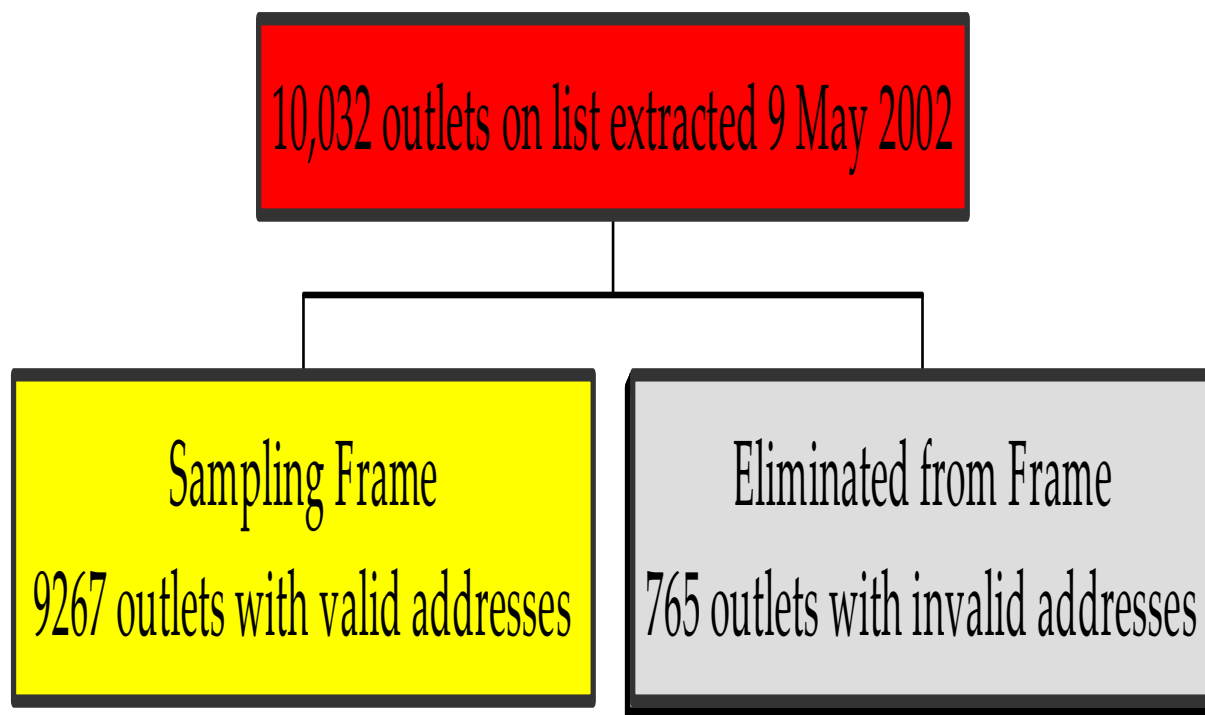 10,032 outlets on list extracted 9 May 2002
Sampling Frame
9267 outlets with valid addresses
Eliminated from Frame
765 outlets with invalid addresses